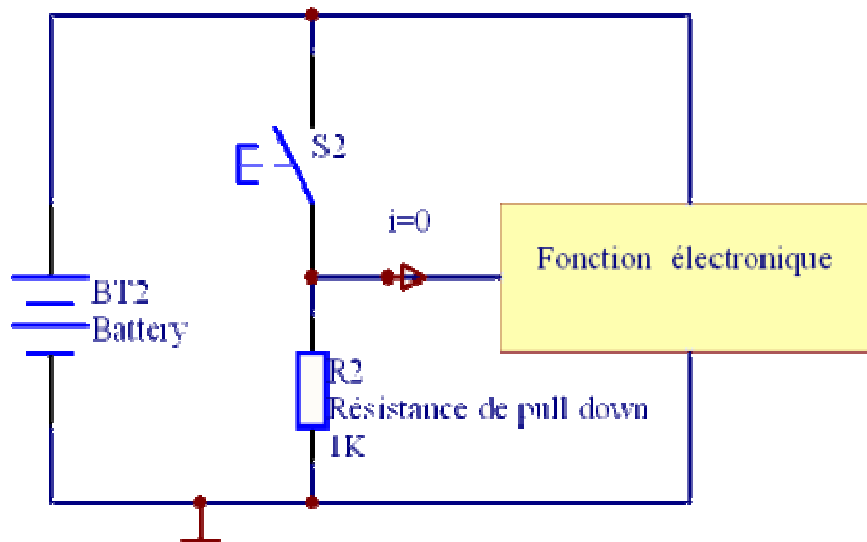 S2
i=0
Fonction électronique
BT2
Battery
R2
Résistance de pull down
1K